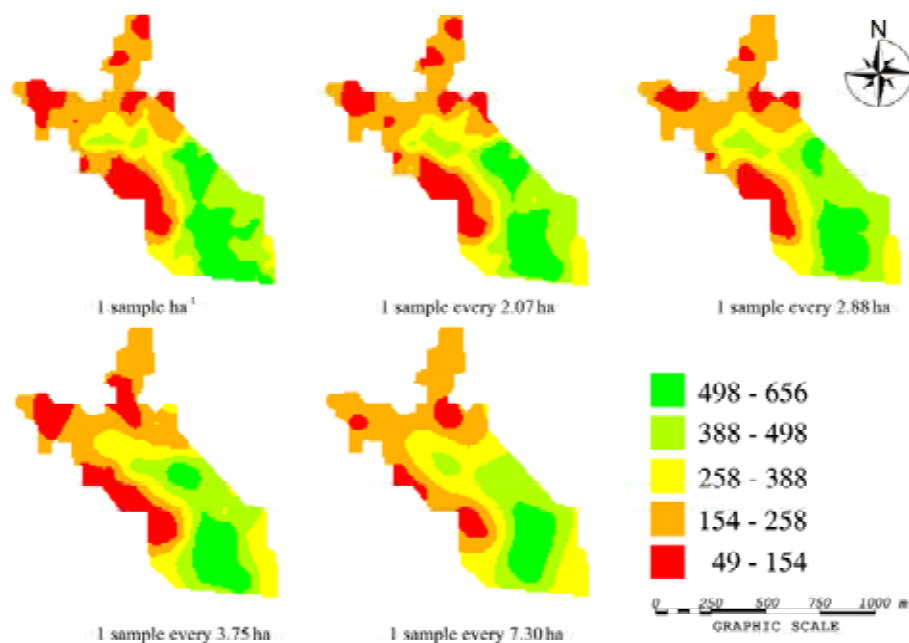 N
1 sample ha⁻¹
1 sample every 2.07 ha
1 sample every 2.88 ha
498 - 656
388 - 498
258 - 388
154 - 258
49 - 154
0 250 500 750 1000 m
GRAPHIC SCALE
1 sample every 3.75 ha
1 sample every 7.30 ha